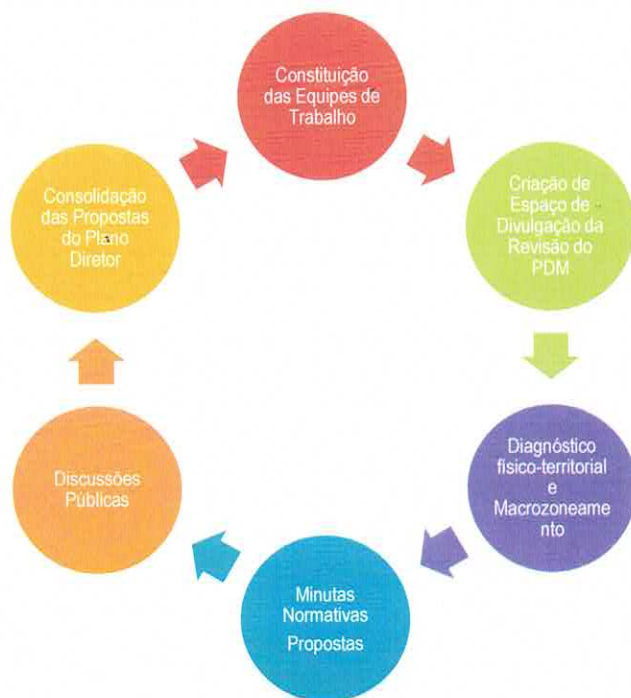 Constituição
das Equipes de
Trabalho
Criação de
Espaço de
Divulgação da
Revisão do
PDM
Diagnóstico
físico-territorial
e
Macrozoneame
nto
Minutas
Normativas
Propostas
Discussões
Públicas
Consolidação
das Propostas
do Plano
Diretor